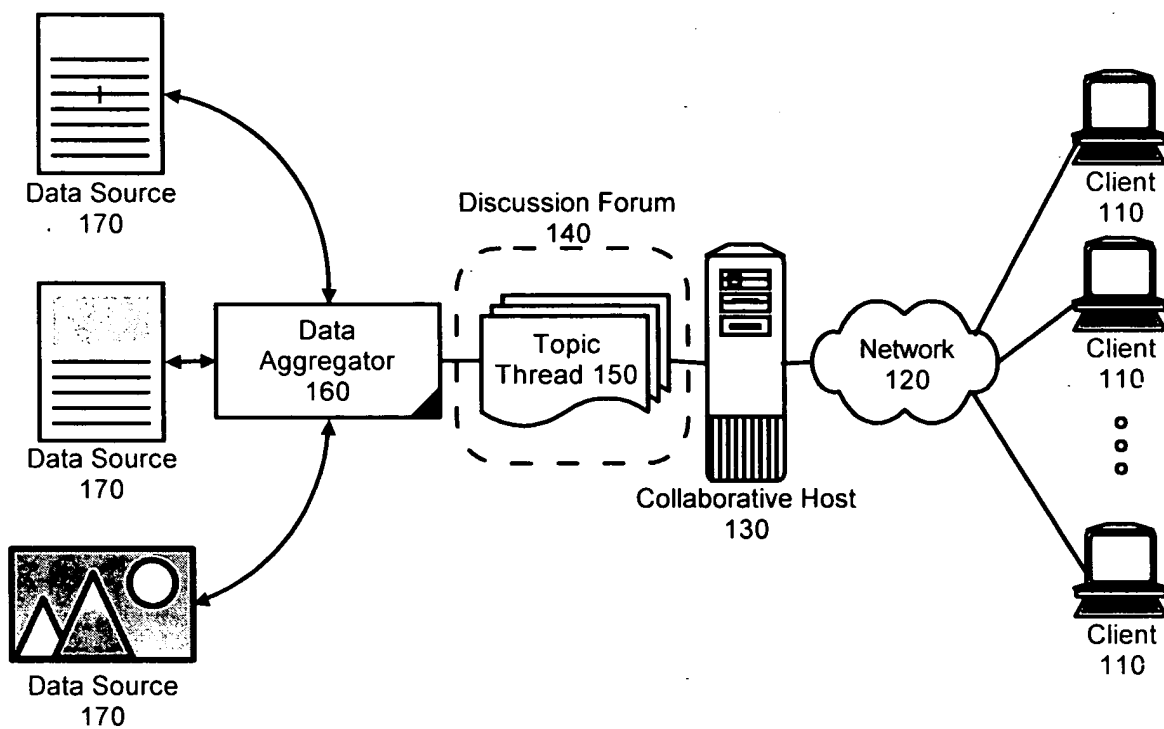 Data Source
170
Data Source
170
Data Source
170
Data
Aggregator
160
Discussion Forum
140
Topic
Thread 150
Collaborative Host
130
Network
120
Client
110
Client
110
Client
110